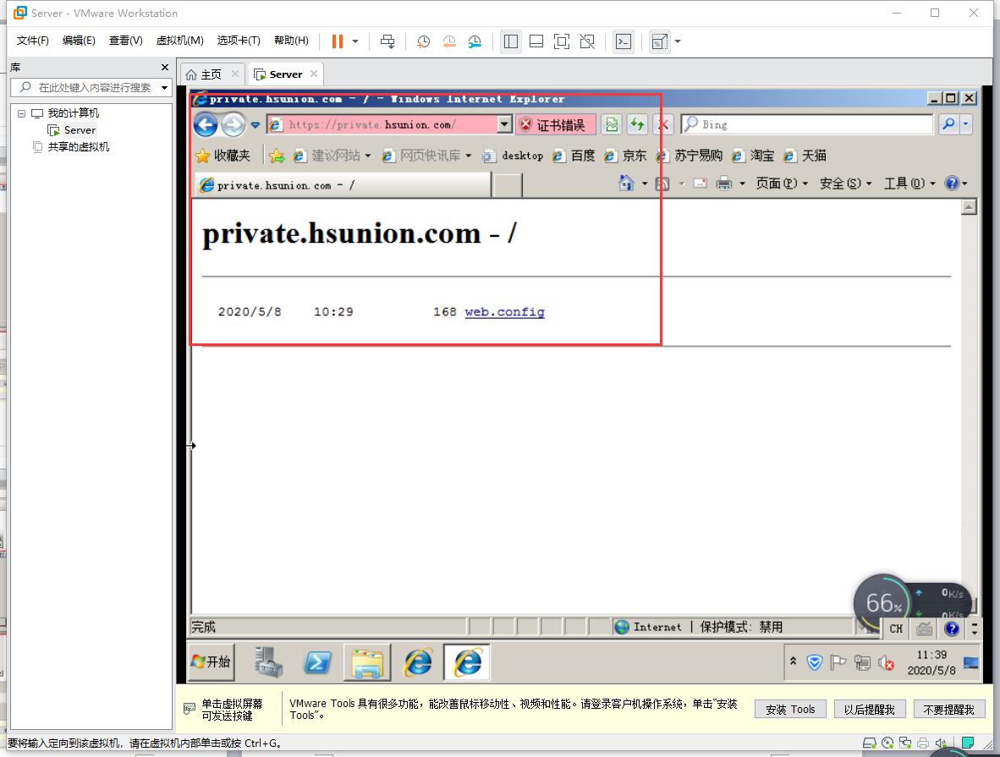 Server - VMware Workstation
文件(F) 编辑(E) 查看(V) 虚拟机(M) 选项卡(T) 帮助(H)
库
在此处键入内容进行搜索
我的计算机
Server
共享的虚拟机
主页 Server
private.hsunion.com - / - Windows Internet Explorer
https://private.hsunion.com/ 证书错误 Bing
收藏夹 建议网站 网页快讯库 desktop 百度 京东 苏宁易购 淘宝 天猫
private.hsunion.com - / 页面(P) 安全(S) 工具(O)
private.hsunion.com - /
2020/5/8 10:29 168 web.config
66% 0K/s
0K/s
完成 Internet | 保护模式: 禁用 CH
开始 11:39
2020/5/8
单击虚拟屏幕
可发送按键
VMware Tools 具有很多功能，能改善鼠标移动性、视频和性能。请登录客户机操作系统，单击“安装
Tools”。
安装 Tools 以后提醒我 不要提醒我
要将输入定向到该虚拟机，请在虚拟机内部单击或按 Ctrl+G。